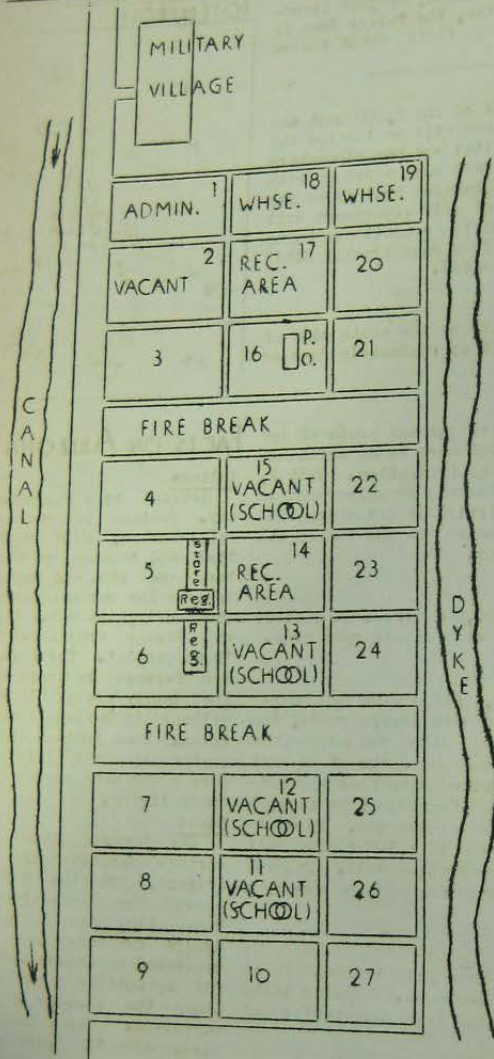 MILITARY
VILLAGE
1
ADMIN.
18
WHSE.
19
WHSE.
2
VACANT
REC. 17
AREA
20
3
16
P.
O.
21
FIRE BREAK
4
15
VACANT
(SCHOOL)
22
5
store
Reg.
14
REC.
AREA
23
6
Reg.
13
VACANT
(SCHOOL)
24
FIRE BREAK
7
12
VACANT
(SCHOOL)
25
8
11
VACANT
(SCHOOL)
26
9
10
27
CANAL
DYKE